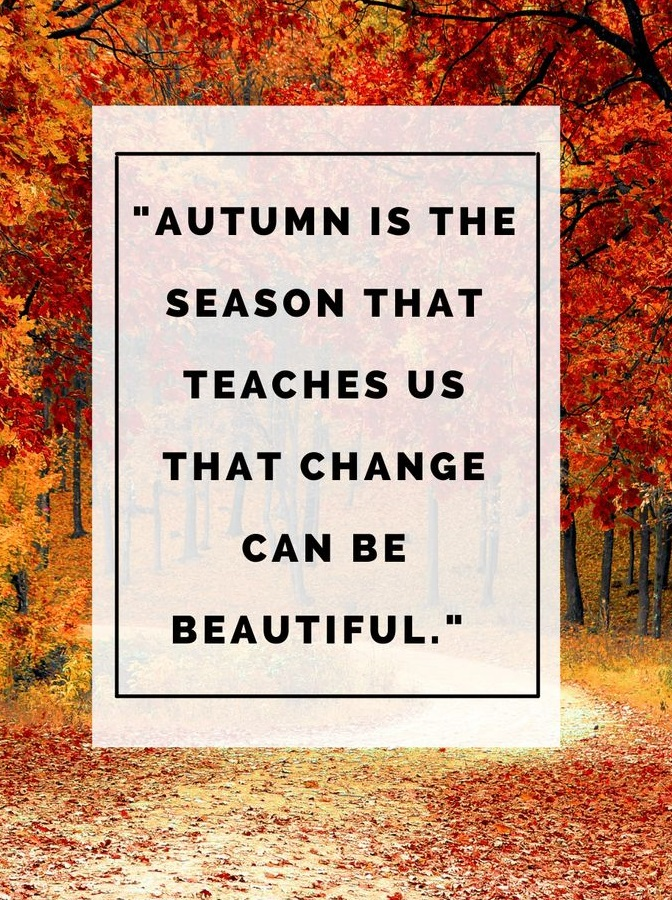 "AUTUMN IS THE
SEASON THAT
TEACHES US
THAT CHANGE
CAN BE
BEAUTIFUL."